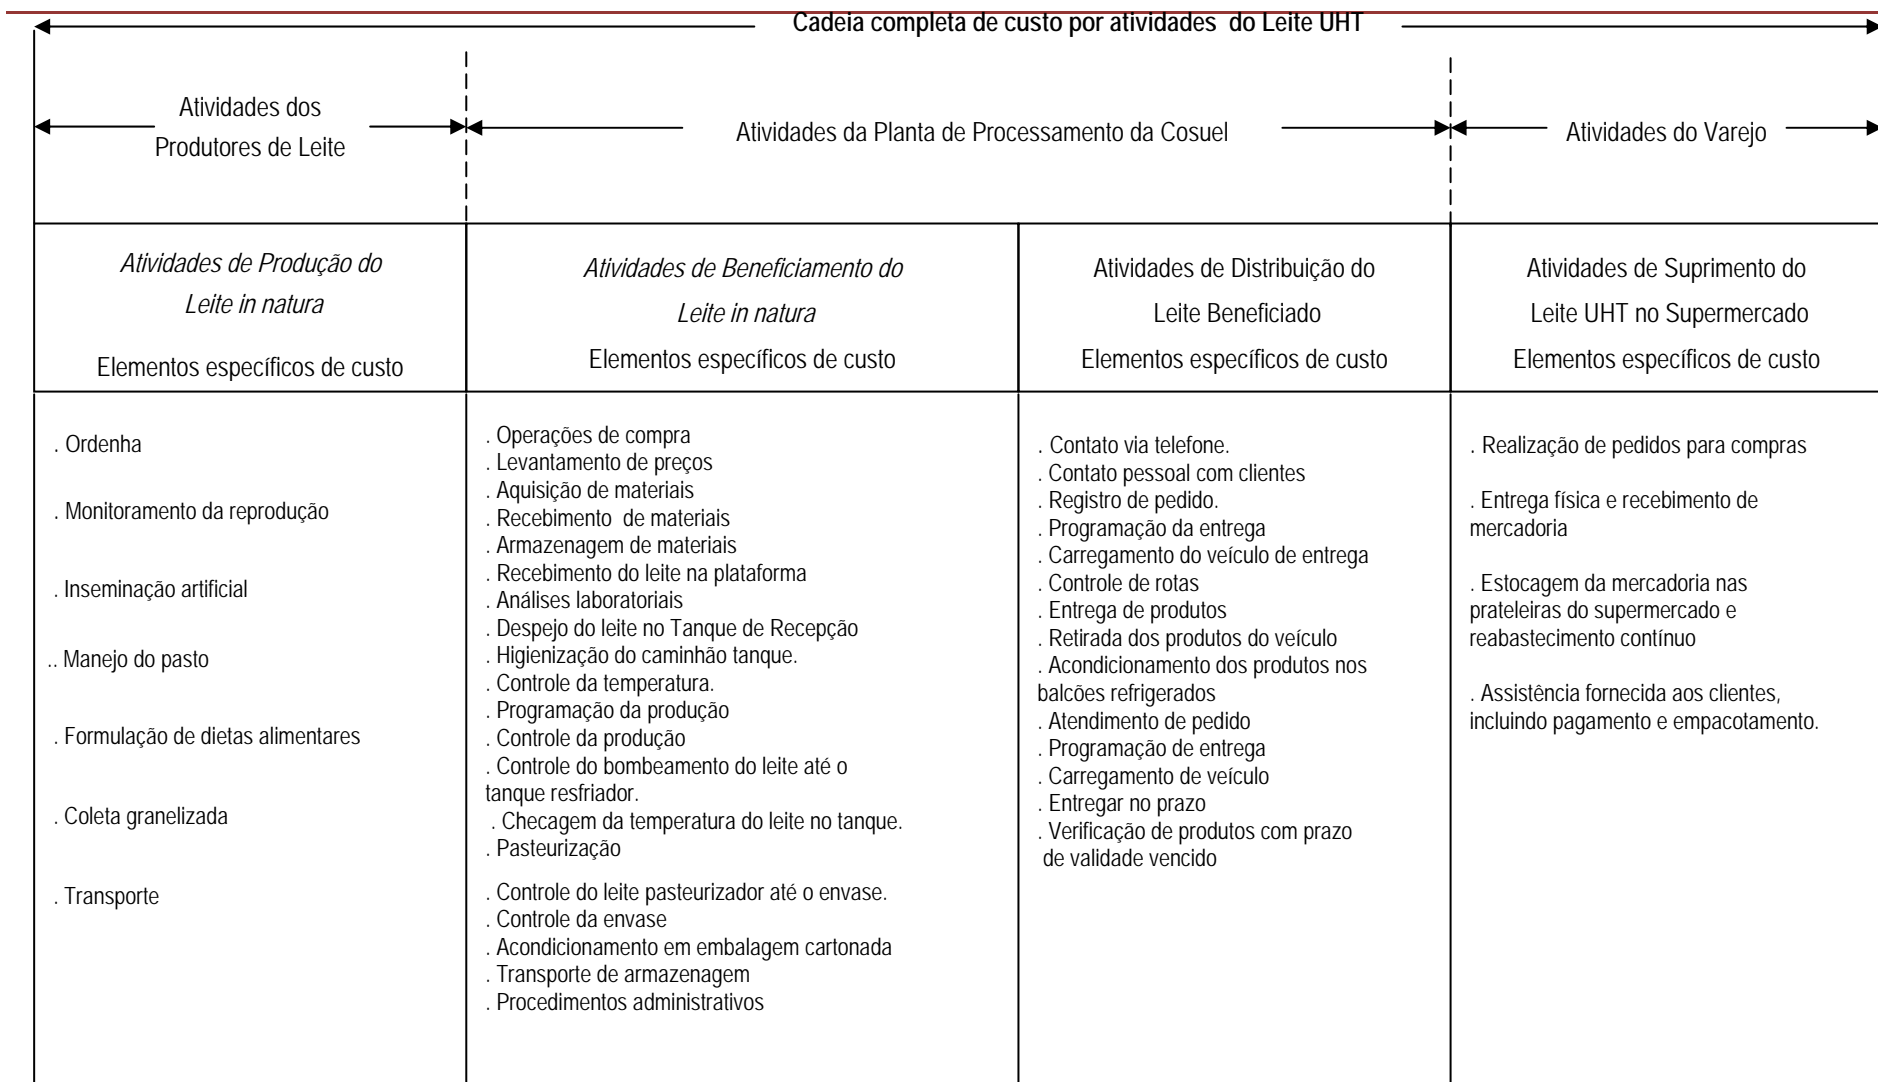 Cadeia completa de custo por atividades do Leite UHT
Atividades dos
Produtores de Leite
Atividades da Planta de Processamento da Cosuel
Atividades do Varejo
Atividades de Produção do
Leite in natura
Elementos específicos de custo
Atividades de Beneficiamento do
Leite in natura
Elementos específicos de custo
Atividades de Distribuição do
Leite Beneficiado
Elementos específicos de custo
Atividades de Suprimento do
Leite UHT no Supermercado
Elementos específicos de custo
. Ordenha
. Monitoramento da reprodução
. Inseminação artificial
.. Manejo do pasto
. Formulação de dietas alimentares
. Coleta granelizada
. Transporte
. Operações de compra
. Levantamento de preços
. Aquisição de materiais
. Recebimento de materiais
. Armazenagem de materiais
. Recebimento do leite na plataforma
. Análises laboratoriais
. Despejo do leite no Tanque de Recepção
. Higienização do caminhão tanque.
. Controle da temperatura.
. Programação da produção
. Controle da produção
. Controle do bombeamento do leite até o
tanque resfriador.
. Checagem da temperatura do leite no tanque.
. Pasteurização
. Controle do leite pasteurizador até o envase.
. Controle da envase
. Acondicionamento em embalagem cartonada
. Transporte de armazenagem
. Procedimentos administrativos
. Contato via telefone.
. Contato pessoal com clientes
. Registro de pedido.
. Programação da entrega
. Carregamento do veículo de entrega
. Controle de rotas
. Entrega de produtos
. Retirada dos produtos do veículo
. Acondicionamento dos produtos nos
balcões refrigerados
. Atendimento de pedido
. Programação de entrega
. Carregamento de veículo
. Entregar no prazo
. Verificação de produtos com prazo
de validade vencido
. Realização de pedidos para compras
. Entrega física e recebimento de
mercadoria
. Estocagem da mercadoria nas
prateleiras do supermercado e
reabastecimento contínuo
. Assistência fornecida aos clientes,
incluindo pagamento e empacotamento.